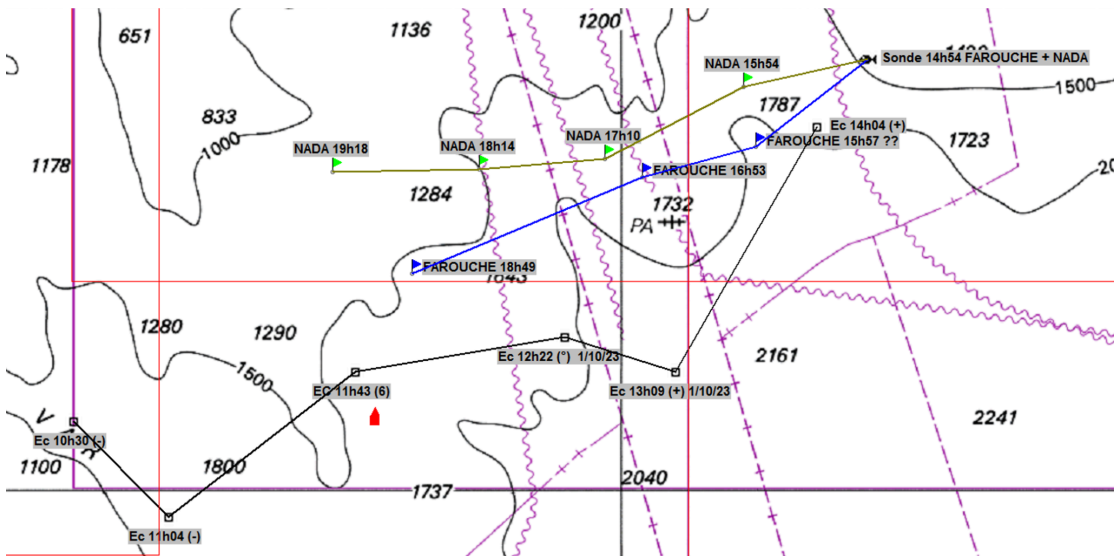 651
1136
1200
Sonde 14h54 FAROUCHE + NADA
NADA 15h54
1500
833
1787
1000
Ec 14h04 (+)
NADA 17h10
FAROUCHE 15h57 ??
1723
NADA 19h18
NADA 18h14
1178
FAROUCHE 16h53
1284
1732
PA
FAROUCHE 18h49
1643
1280
1290
2161
Ec 12h22 (°) 1/10/23
1500
EC 11h43 (6)
Ec 13h09 (+) 1/10/23
V
2241
Ec 10h30 (-)
1100
1800
2040
1737
Ec 11h04 (-)